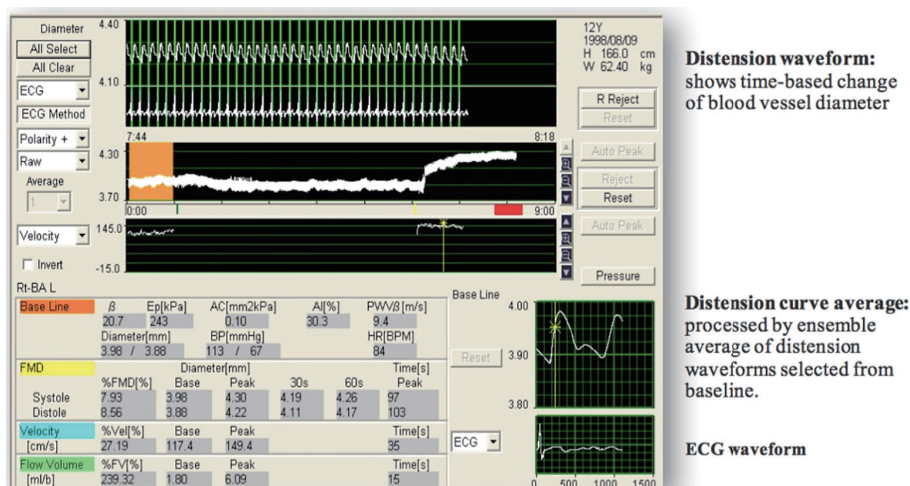 Diameter
All Select
All Clear
ECG
ECG Method
Polarity +
Raw
Average
1
Velocity
Invert
4.40
4.10
7:44 8:18
4.30
3.70
0:00 9:00
145.0
-15.0
12Y
1998/08/09
H 166.0 cm
W 62.40 kg
R Reject
Reset
Auto Peak
Reject
Reset
Auto Peak
Pressure
Distension waveform:
shows time-based change
of blood vessel diameter
Rt-BA L
Base Line β Ep[kPa] AC[mm2kPa] AI[%] PWVβ[m/s]
20.7 243 0.10 30.3 9.4
Diameter[mm] BP[mmHg] HR[BPM]
3.98 / 3.88 113 / 67 84
FMD Diameter[mm] Time[s]
%FMD[%] Base Peak 30s 60s Peak
Systole 7.93 3.98 4.30 4.19 4.26 97
Distole 8.56 3.88 4.22 4.11 4.17 103
Velocity %Vel[%] Base Peak Time[s]
[cm/s] 27.19 117.4 149.4 35
Flow Volume %FV[%] Base Peak Time[s]
[ml/b] 239.32 1.80 6.09 15
Base Line
Reset
ECG
4.00
3.90
3.80
0 500 1000 1500
Distension curve average:
processed by ensemble
average of distension
waveforms selected from
baseline.
ECG waveform